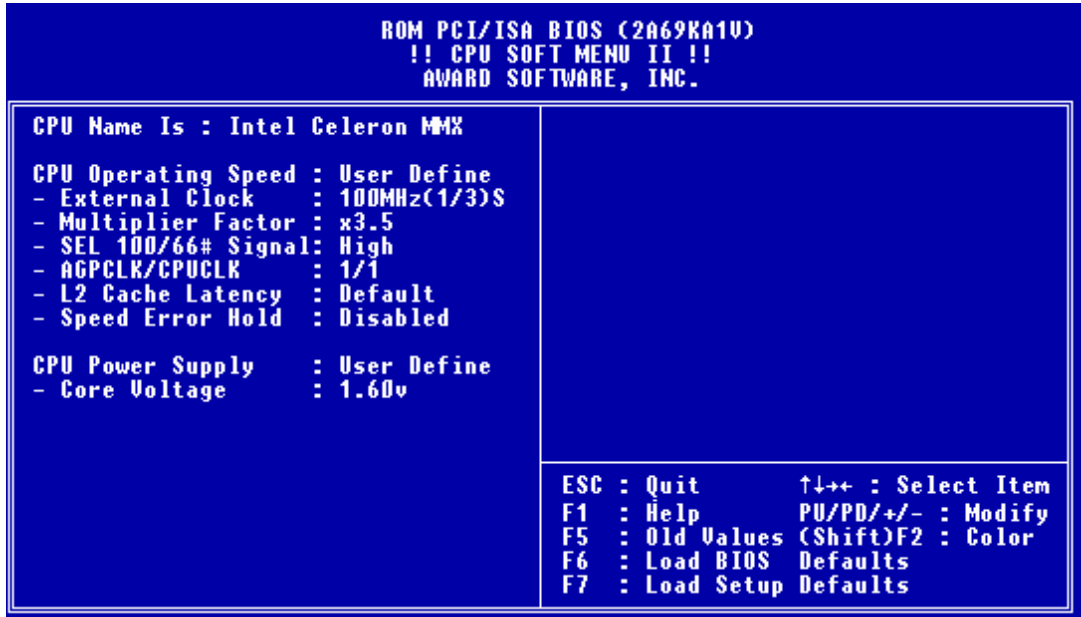 ROM PCI/ISA BIOS (2A69KA1V)
!! CPU SOFT MENU II !!
AWARD SOFTWARE, INC.
CPU Name Is : Intel Celeron MMX
CPU Operating Speed : User Define
- External Clock : 100MHz(1/3)S
- Multiplier Factor : x3.5
- SEL 100/66# Signal: High
- AGPCLK/CPUCLK : 1/1
- L2 Cache Latency : Default
- Speed Error Hold : Disabled
CPU Power Supply : User Define
- Core Voltage : 1.60v
ESC : Quit ↑↓→← : Select Item
F1 : Help PU/PD/+/- : Modify
F5 : Old Values (Shift)F2 : Color
F6 : Load BIOS Defaults
F7 : Load Setup Defaults